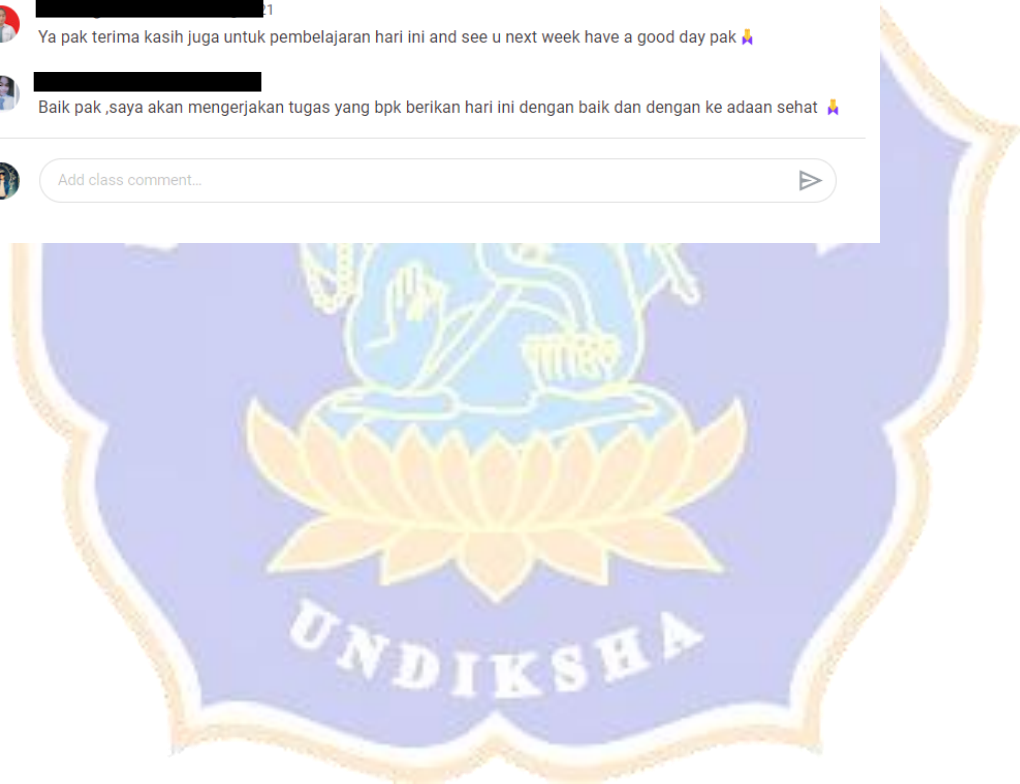 21
Ya pak terima kasih juga untuk pembelajaran hari ini and see u next week have a good day pak 🙏
Baik pak ,saya akan mengerjakan tugas yang bpk berikan hari ini dengan baik dan dengan ke adaan sehat 🙏
Add class comment...
UNDIKSHA